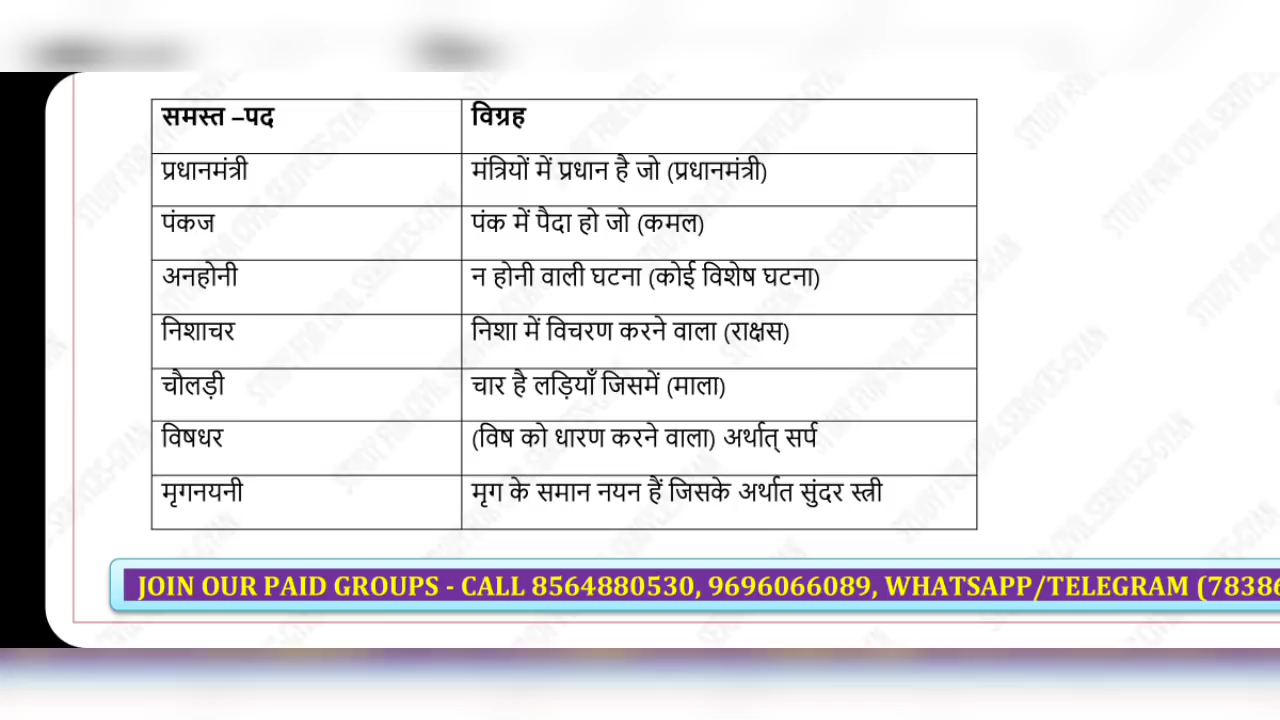 समस्त –पद विग्रह
प्रधानमंत्री मंत्रियों में प्रधान है जो (प्रधानमंत्री)
पंकज पंक में पैदा हो जो (कमल)
अनहोनी न होनी वाली घटना (कोई विशेष घटना)
निशाचर निशा में विचरण करने वाला (राक्षस)
चौलड़ी चार है लड़ियाँ जिसमें (माला)
विषधर (विष को धारण करने वाला) अर्थात् सर्प
मृगनयनी मृग के समान नयन हैं जिसके अर्थात सुंदर स्त्री
JOIN OUR PAID GROUPS - CALL 8564880530, 9696066089, WHATSAPP/TELEGRAM (7838